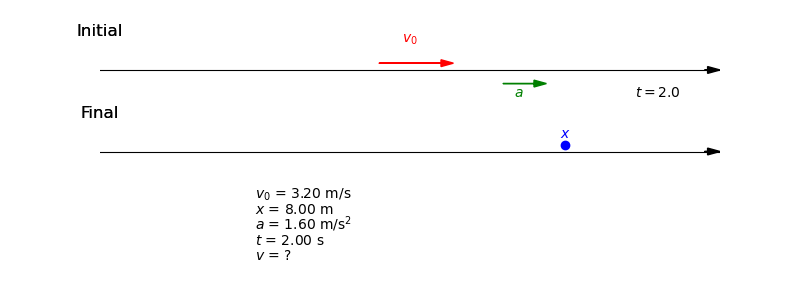 Initial
v₀
a
t = 2.0
Final
x
v₀ = 3.20 m/s
x = 8.00 m
a = 1.60 m/s²
t = 2.00 s
v = ?